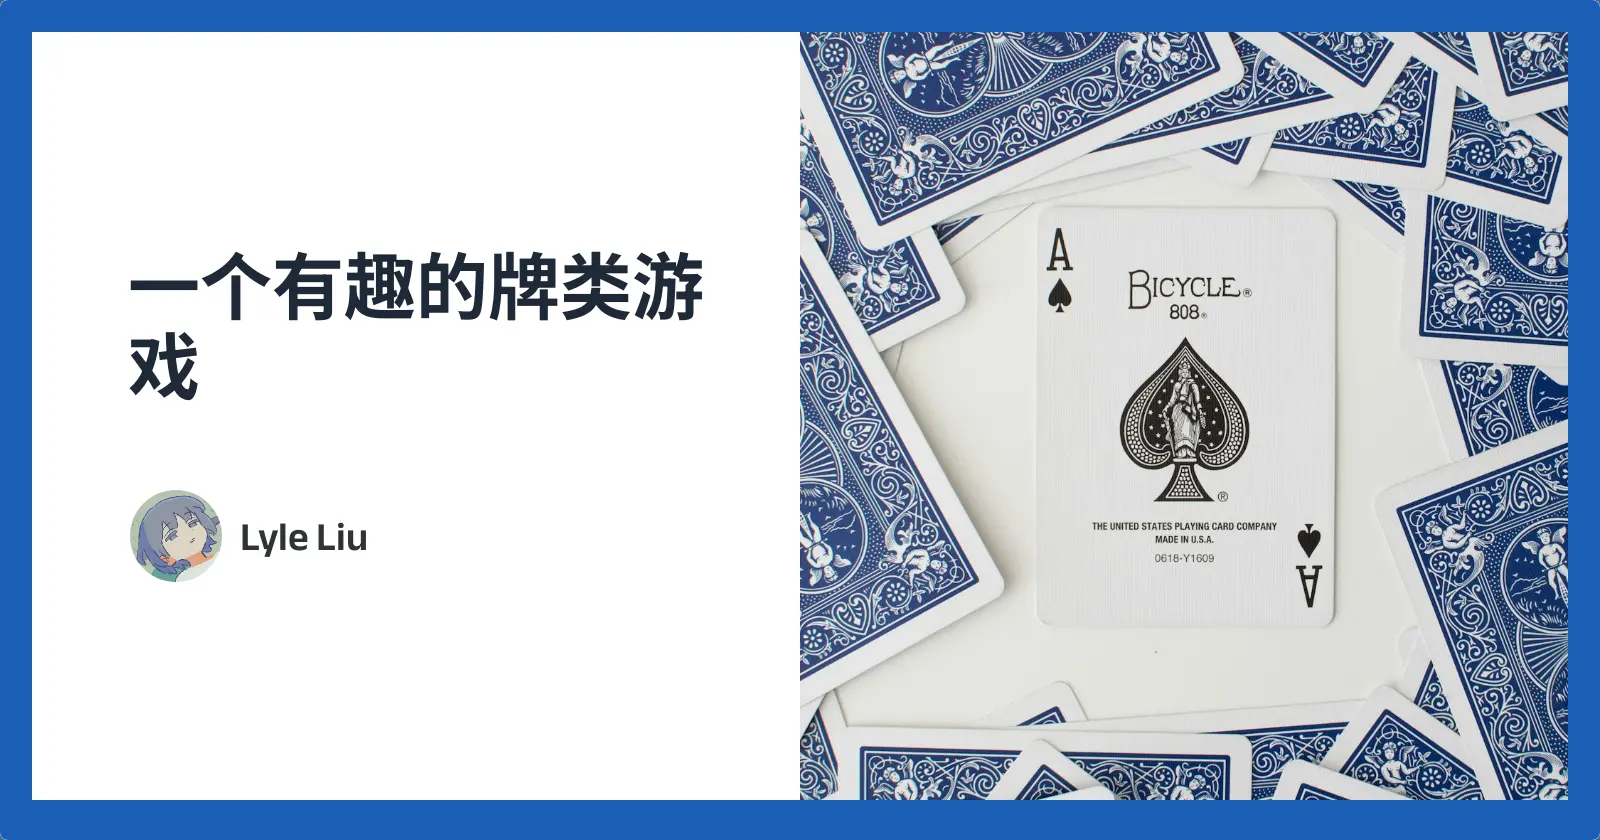 一个有趣的牌类游
戏
Lyle Liu
A
BICYCLE®
808®
®
THE UNITED STATES PLAYING CARD COMPANY
MADE IN U.S.A.
0618-Y1609
A